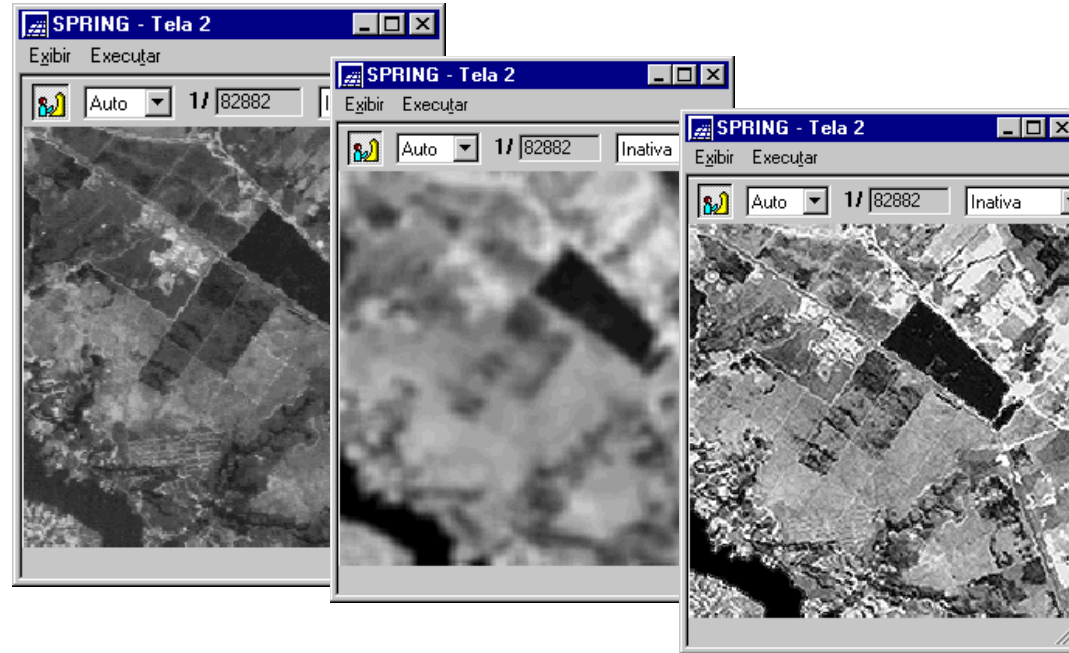 SPRING - Tela 2
Exibir Executar
Auto 1/ 82882
SPRING - Tela 2
Exibir Executar
Auto 1/ 82882 Inativa
SPRING - Tela 2
Exibir Executar
Auto 1/ 82882 Inativa